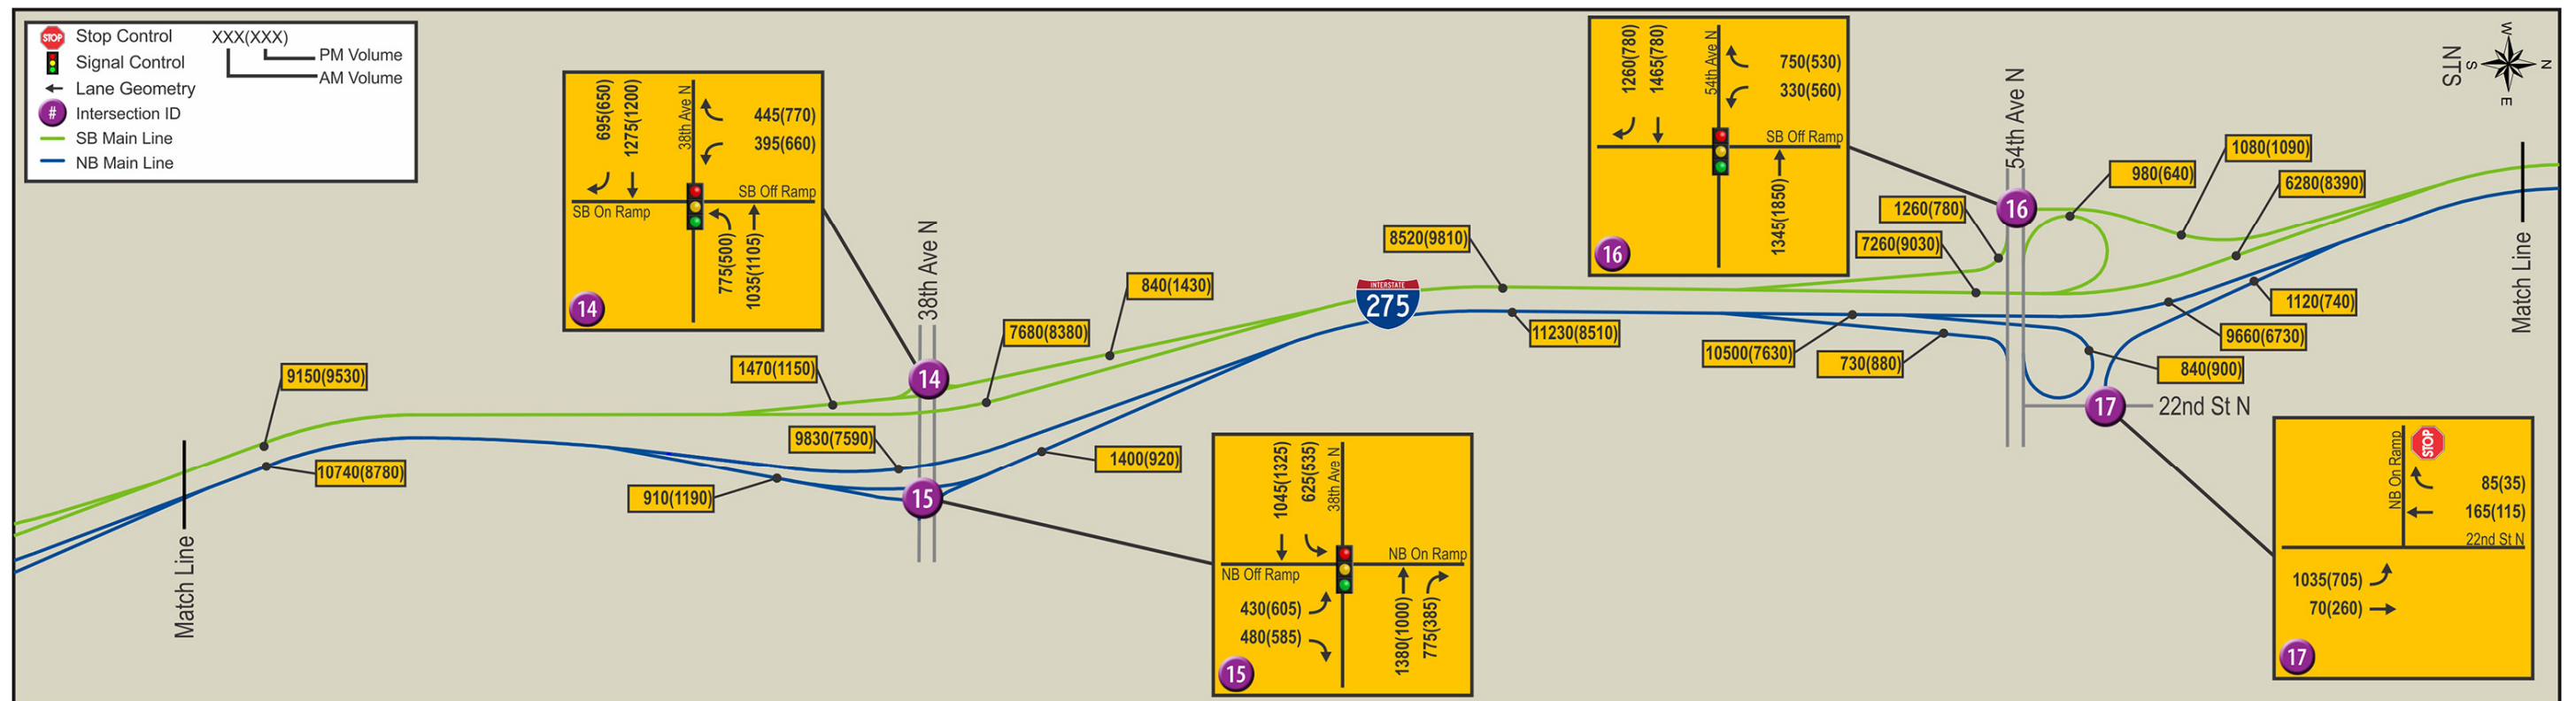 STOP Stop Control
Signal Control
Lane Geometry
# Intersection ID
SB Main Line
NB Main Line
XXX(XXX)
PM Volume
AM Volume
695(650)
1275(1200)
38th Ave N
445(770)
395(660)
SB Off Ramp
SB On Ramp
775(500)
1035(1105)
14
1260(780)
1465(780)
54th Ave N
750(530)
330(560)
SB Off Ramp
1345(1850)
16
NTS
W
N
S
E
54th Ave N
16
980(640)
1080(1090)
6280(8390)
1260(780)
7260(9030)
8520(9810)
INTERSTATE
275
840(1430)
38th Ave N
7680(8380)
14
1470(1150)
9150(9530)
10740(8780)
Match Line
9830(7590)
910(1190)
15
1400(920)
11230(8510)
10500(7630)
730(880)
1120(740)
9660(6730)
840(900)
Match Line
17
22nd St N
1045(1325)
625(535)
38th Ave N
NB On Ramp
NB Off Ramp
430(605)
480(585)
1380(1000)
775(385)
15
NB On Ramp
STOP
85(35)
165(115)
22nd St N
1035(705)
70(260)
17